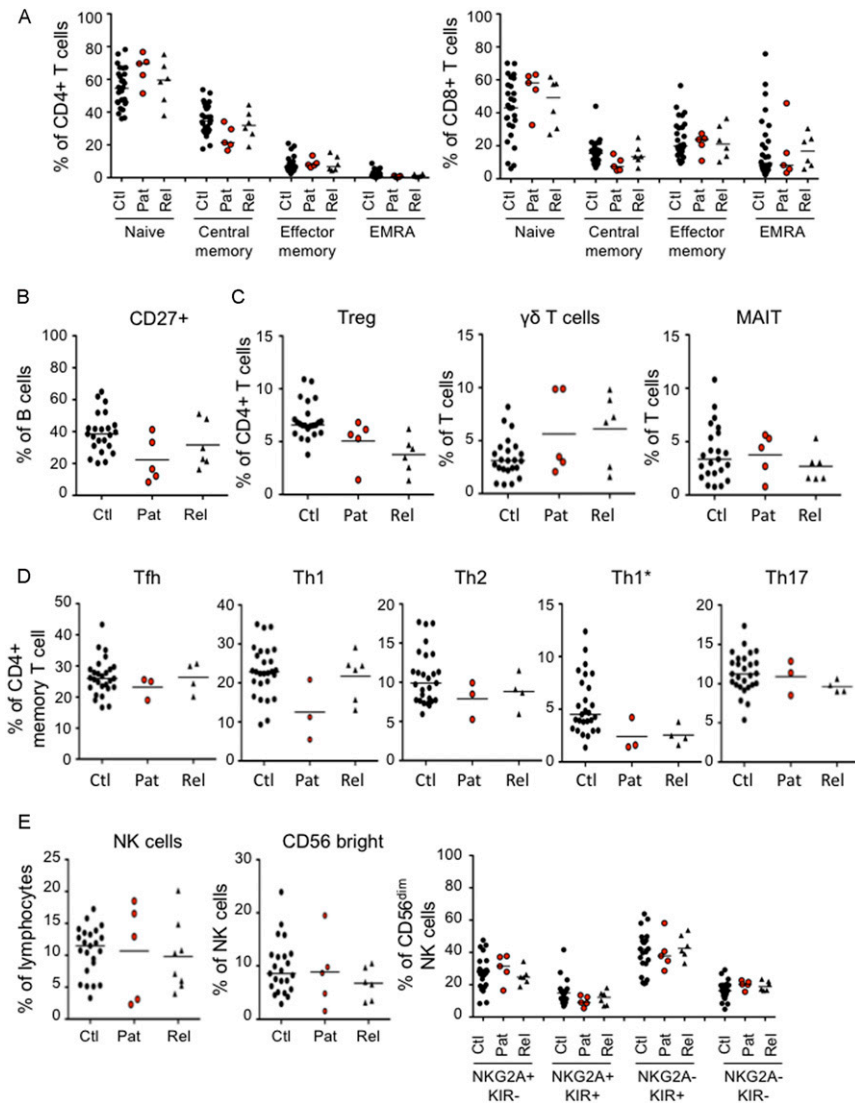 A
% of CD4+ T cells
100
80
60
40
20
0
Ctl Pat Rel Ctl Pat Rel Ctl Pat Rel Ctl Pat Rel
Naive Central memory Effector memory EMRA
% of CD8+ T cells
100
80
60
40
20
0
Ctl Pat Rel Ctl Pat Rel Ctl Pat Rel Ctl Pat Rel
Naive Central memory Effector memory EMRA
B
CD27+
% of B cells
100
80
60
40
20
0
Ctl Pat Rel
C
Treg
% of CD4+ T cells
15
10
5
0
Ctl Pat Rel
γδ T cells
% of T cells
15
10
5
0
Ctl Pat Rel
MAIT
% of T cells
15
10
5
0
Ctl Pat Rel
D
Tfh
% of CD4+
memory T cell
50
40
30
20
10
0
Ctl Pat Rel
Th1
40
30
20
10
0
Ctl Pat Rel
Th2
20
15
10
5
0
Ctl Pat Rel
Th1*
15
10
5
0
Ctl Pat Rel
Th17
20
15
10
5
0
Ctl Pat Rel
E
NK cells
% of lymphocytes
25
20
15
10
5
0
Ctl Pat Rel
CD56 bright
% of NK cells
30
20
10
0
Ctl Pat Rel
% of CD56dim
NK cells
100
80
60
40
20
0
Ctl Pat Rel Ctl Pat Rel Ctl Pat Rel Ctl Pat Rel
NKG2A+ NKG2A+ NKG2A- NKG2A-
KIR- KIR+ KIR+ KIR-